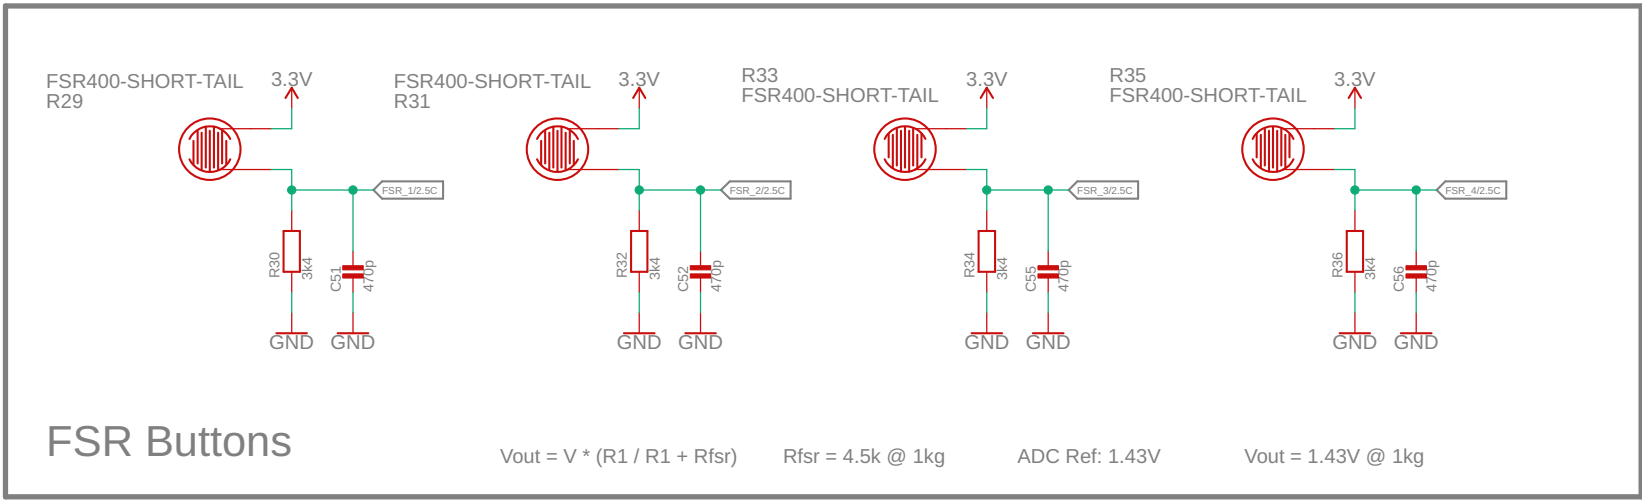 FSR400-SHORT-TAIL
R29
3.3V
FSR_1/2.5C
R30
3k4
C51
470p
GND
GND
FSR400-SHORT-TAIL
R31
3.3V
FSR_2/2.5C
R32
3k4
C52
470p
GND
GND
R33
FSR400-SHORT-TAIL
3.3V
FSR_3/2.5C
R34
3k4
C55
470p
GND
GND
R35
FSR400-SHORT-TAIL
3.3V
FSR_4/2.5C
R36
3k4
C56
470p
GND
GND
FSR Buttons
Vout = V * (R1 / R1 + Rfsr)
Rfsr = 4.5k @ 1kg
ADC Ref: 1.43V
Vout = 1.43V @ 1kg